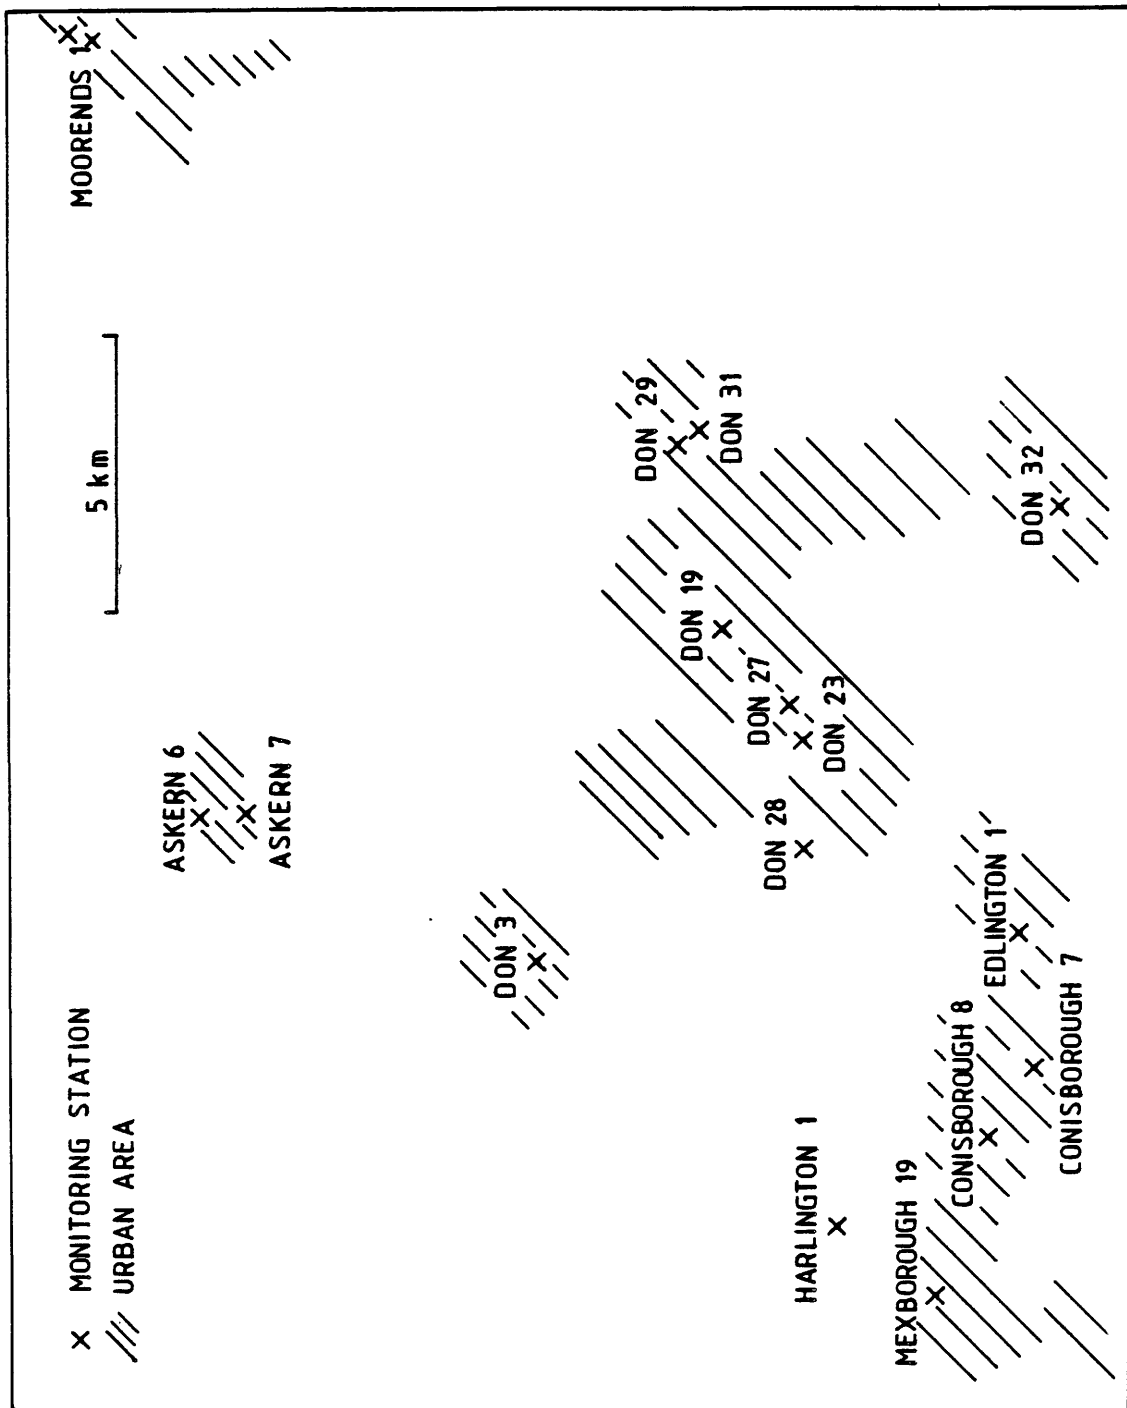 × MONITORING STATION
URBAN AREA
5 km
MOORENDS 1
ASKERN 6
ASKERN 7
DON 3
DON 29
DON 31
DON 19
DON 27
DON 23
DON 28
DON 32
HARLINGTON 1
MEXBOROUGH 19
CONISBOROUGH 8
EDLINGTON 1
CONISBOROUGH 7